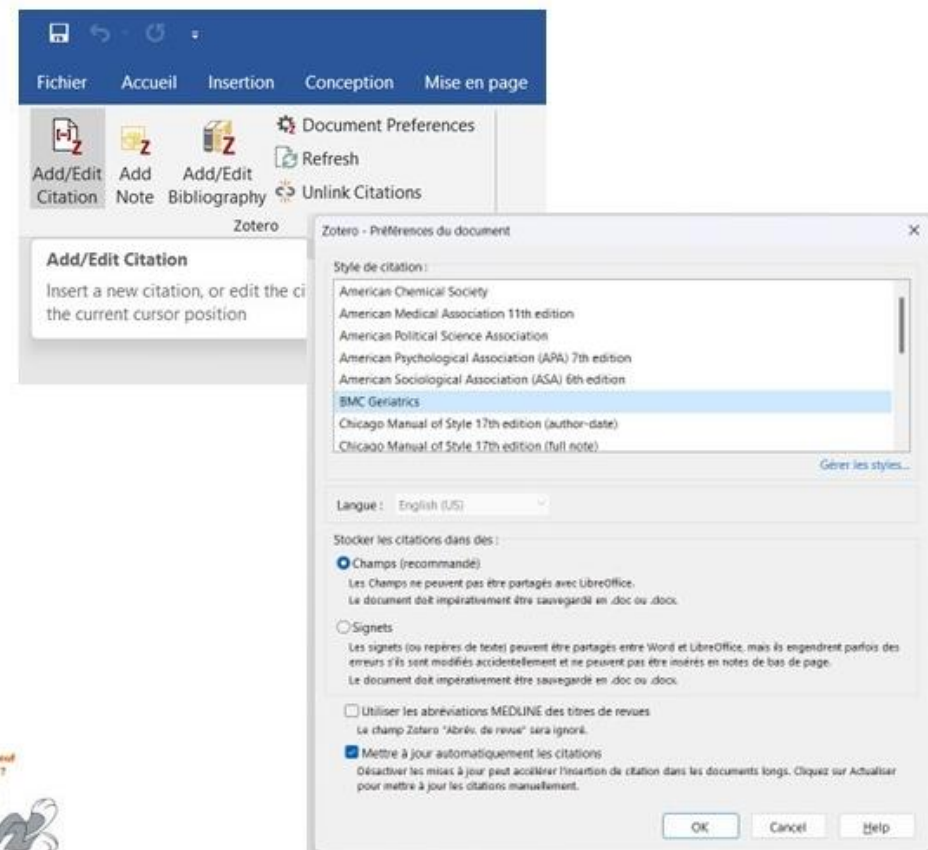 Fichier Accueil Insertion Conception Mise en page
Add/Edit Citation
Add Note
Add/Edit Bibliography
Document Preferences
Refresh
Unlink Citations
Zotero
Add/Edit Citation
Insert a new citation, or edit the ci
the current cursor position
Zotero - Préférences du document
Style de citation :
American Chemical Society
American Medical Association 11th edition
American Political Science Association
American Psychological Association (APA) 7th edition
American Sociological Association (ASA) 6th edition
BMC Geriatrics
Chicago Manual of Style 17th edition (author-date)
Chicago Manual of Style 17th edition (full note)
Gérer les styles...
Langue : English (US)
Stocker les citations dans des :
Champs (recommandé)
Les Champs ne peuvent pas être partagés avec LibreOffice.
Le document doit impérativement être sauvegardé en .doc ou .docx.
Signets
Les signets (ou repères de texte) peuvent être partagés entre Word et LibreOffice, mais ils engendrent parfois des
erreurs s'ils sont modifiés accidentellement et ne peuvent pas être insérés en notes de bas de page.
Le document doit impérativement être sauvegardé en .doc ou .docx.
Utiliser les abréviations MEDLINE des titres de revues
Le champ Zotero "Abrév. de revue" sera ignoré.
Mettre à jour automatiquement les citations
Désactiver les mises à jour peut accélérer l'insertion de citation dans les documents longs. Cliquez sur Actualiser
pour mettre à jour les citations manuellement.
OK Cancel Help